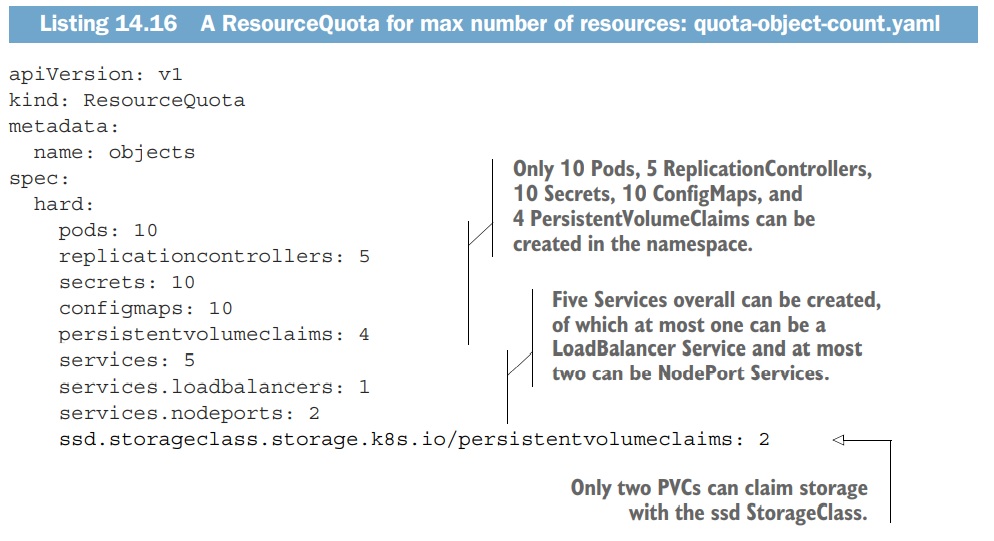 Listing 14.16 A ResourceQuota for max number of resources: quota-object-count.yaml
apiVersion: v1
kind: ResourceQuota
metadata:
  name: objects
spec:
  hard:
    pods: 10
    replicationcontrollers: 5
    secrets: 10
    configmaps: 10
    persistentvolumeclaims: 4
    services: 5
    services.loadbalancers: 1
    services.nodeports: 2
    ssd.storageclass.storage.k8s.io/persistentvolumeclaims: 2
Only 10 Pods, 5 ReplicationControllers,
10 Secrets, 10 ConfigMaps, and
4 PersistentVolumeClaims can be
created in the namespace.
Five Services overall can be created,
of which at most one can be a
LoadBalancer Service and at most
two can be NodePort Services.
Only two PVCs can claim storage
with the ssd StorageClass.